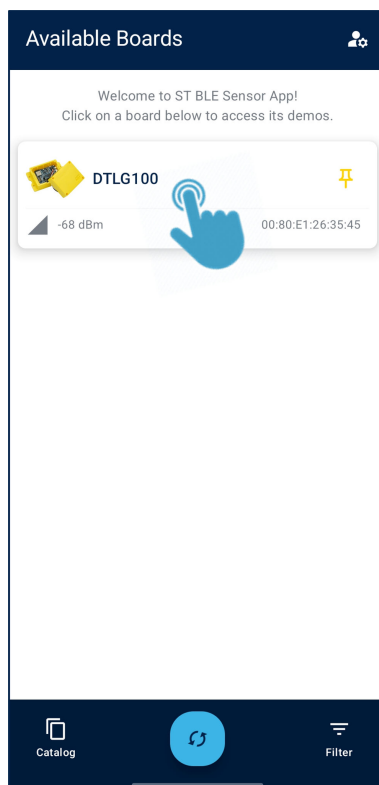 Available Boards
Welcome to ST BLE Sensor App!
Click on a board below to access its demos.
DTLG100
-68 dBm
00:80:E1:26:35:45
Catalog
Filter